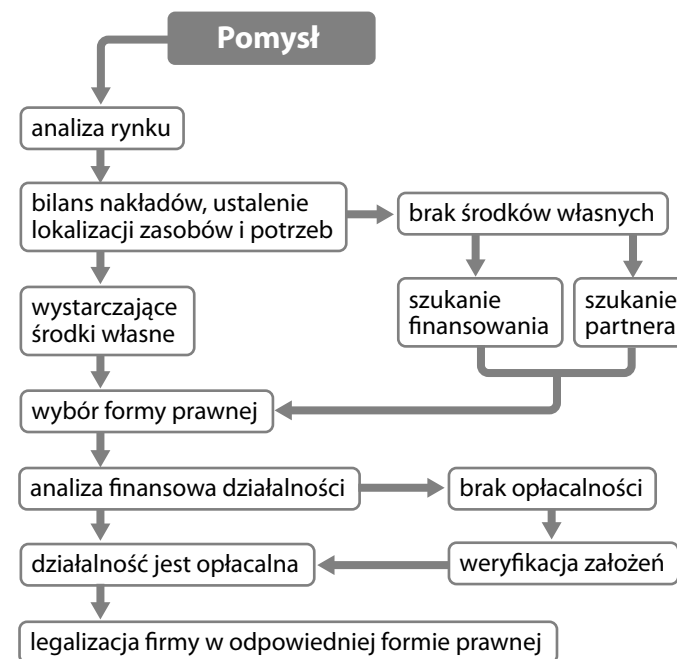 Pomysł
analiza rynku
bilans nakładów, ustalenie
lokalizacji zasobów i potrzeb
brak środków własnych
wystarczające
środki własne
szukanie
finansowania
szukanie
partnera
wybór formy prawnej
analiza finansowa działalności
brak opłacalności
działalność jest opłacalna
weryfikacja założeń
legalizacja firmy w odpowiedniej formie prawnej